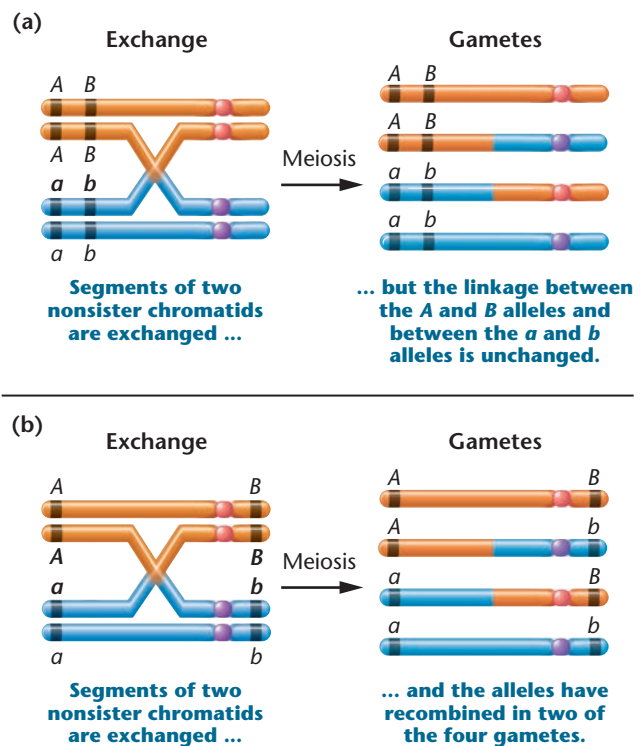 (a)
Exchange
Gametes
A B
A B
a b
a b
Meiosis
A B
A B
a b
a b
Segments of two
nonsister chromatids
are exchanged ...
... but the linkage between
the A and B alleles and
between the a and b
alleles is unchanged.
(b)
Exchange
Gametes
A B
A B
a b
a b
Meiosis
A B
A b
a B
a b
Segments of two
nonsister chromatids
are exchanged ...
... and the alleles have
recombined in two of
the four gametes.